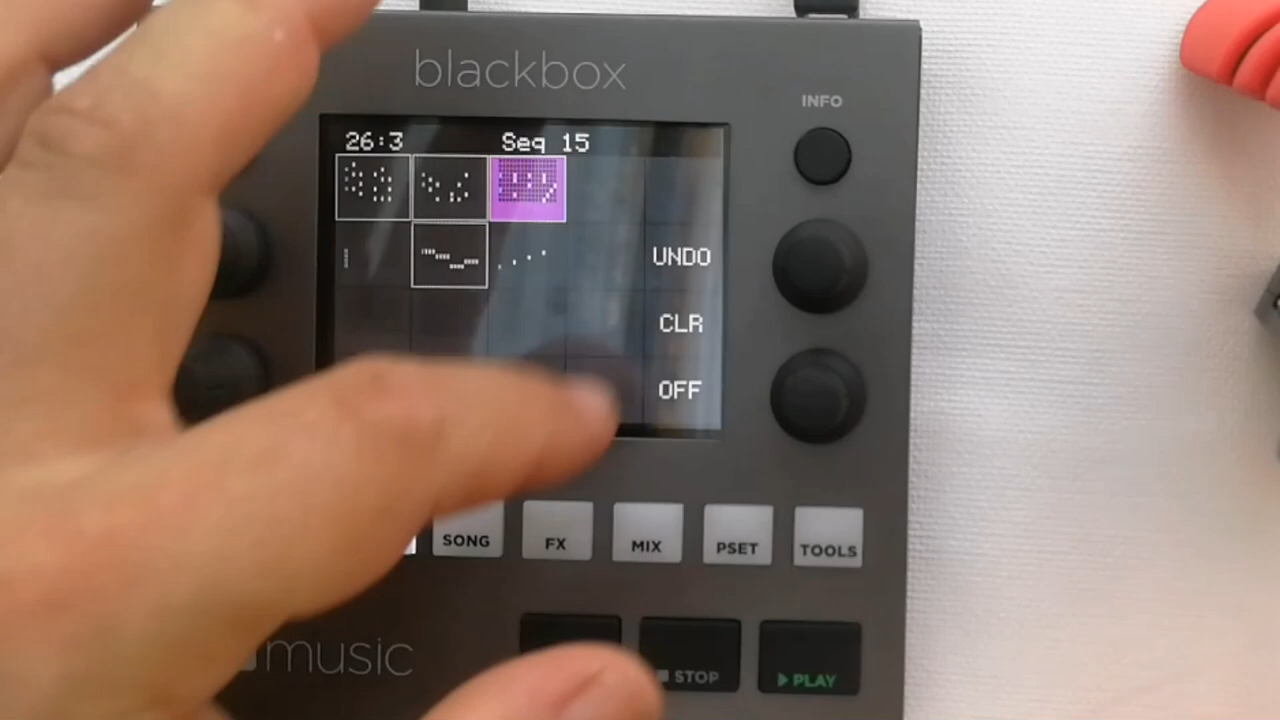 blackbox
INFO
26:3 Seq 15
UNDO
CLR
OFF
SONG FX MIX PSET TOOLS
music
STOP PLAY